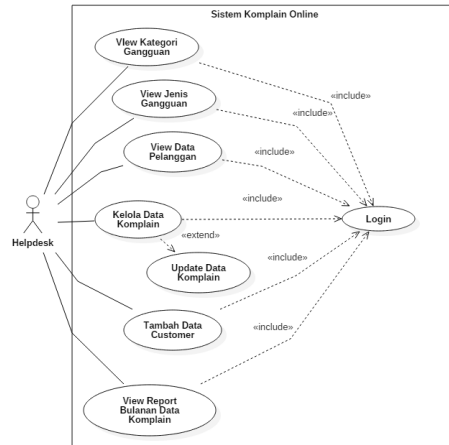 Sistem Komplain Online
VIew Kategori
Gangguan
«include»
View Jenis
Gangguan
«include»
View Data
Pelanggan
«include»
Kelola Data
Komplain
«include»
Login
Helpdesk
«extend»
Update Data
Komplain
«include»
Tambah Data
Customer
«include»
View Report
Bulanan Data
Komplain